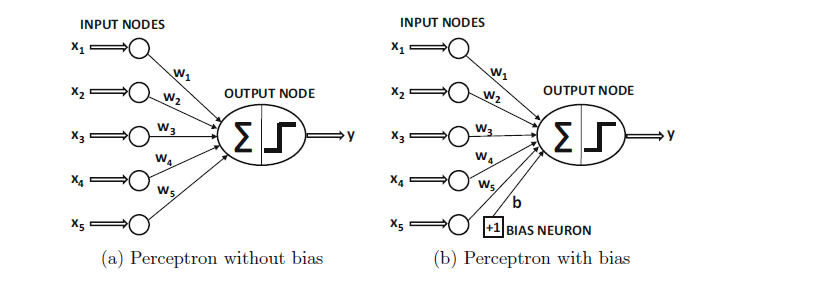 INPUT NODES
x1
x2
x3
x4
x5
w1
w2
w3
w4
w5
OUTPUT NODE
Σ
y
(a) Perceptron without bias
INPUT NODES
x1
x2
x3
x4
x5
w1
w2
w3
w4
w5
b
+1
BIAS NEURON
OUTPUT NODE
Σ
y
(b) Perceptron with bias